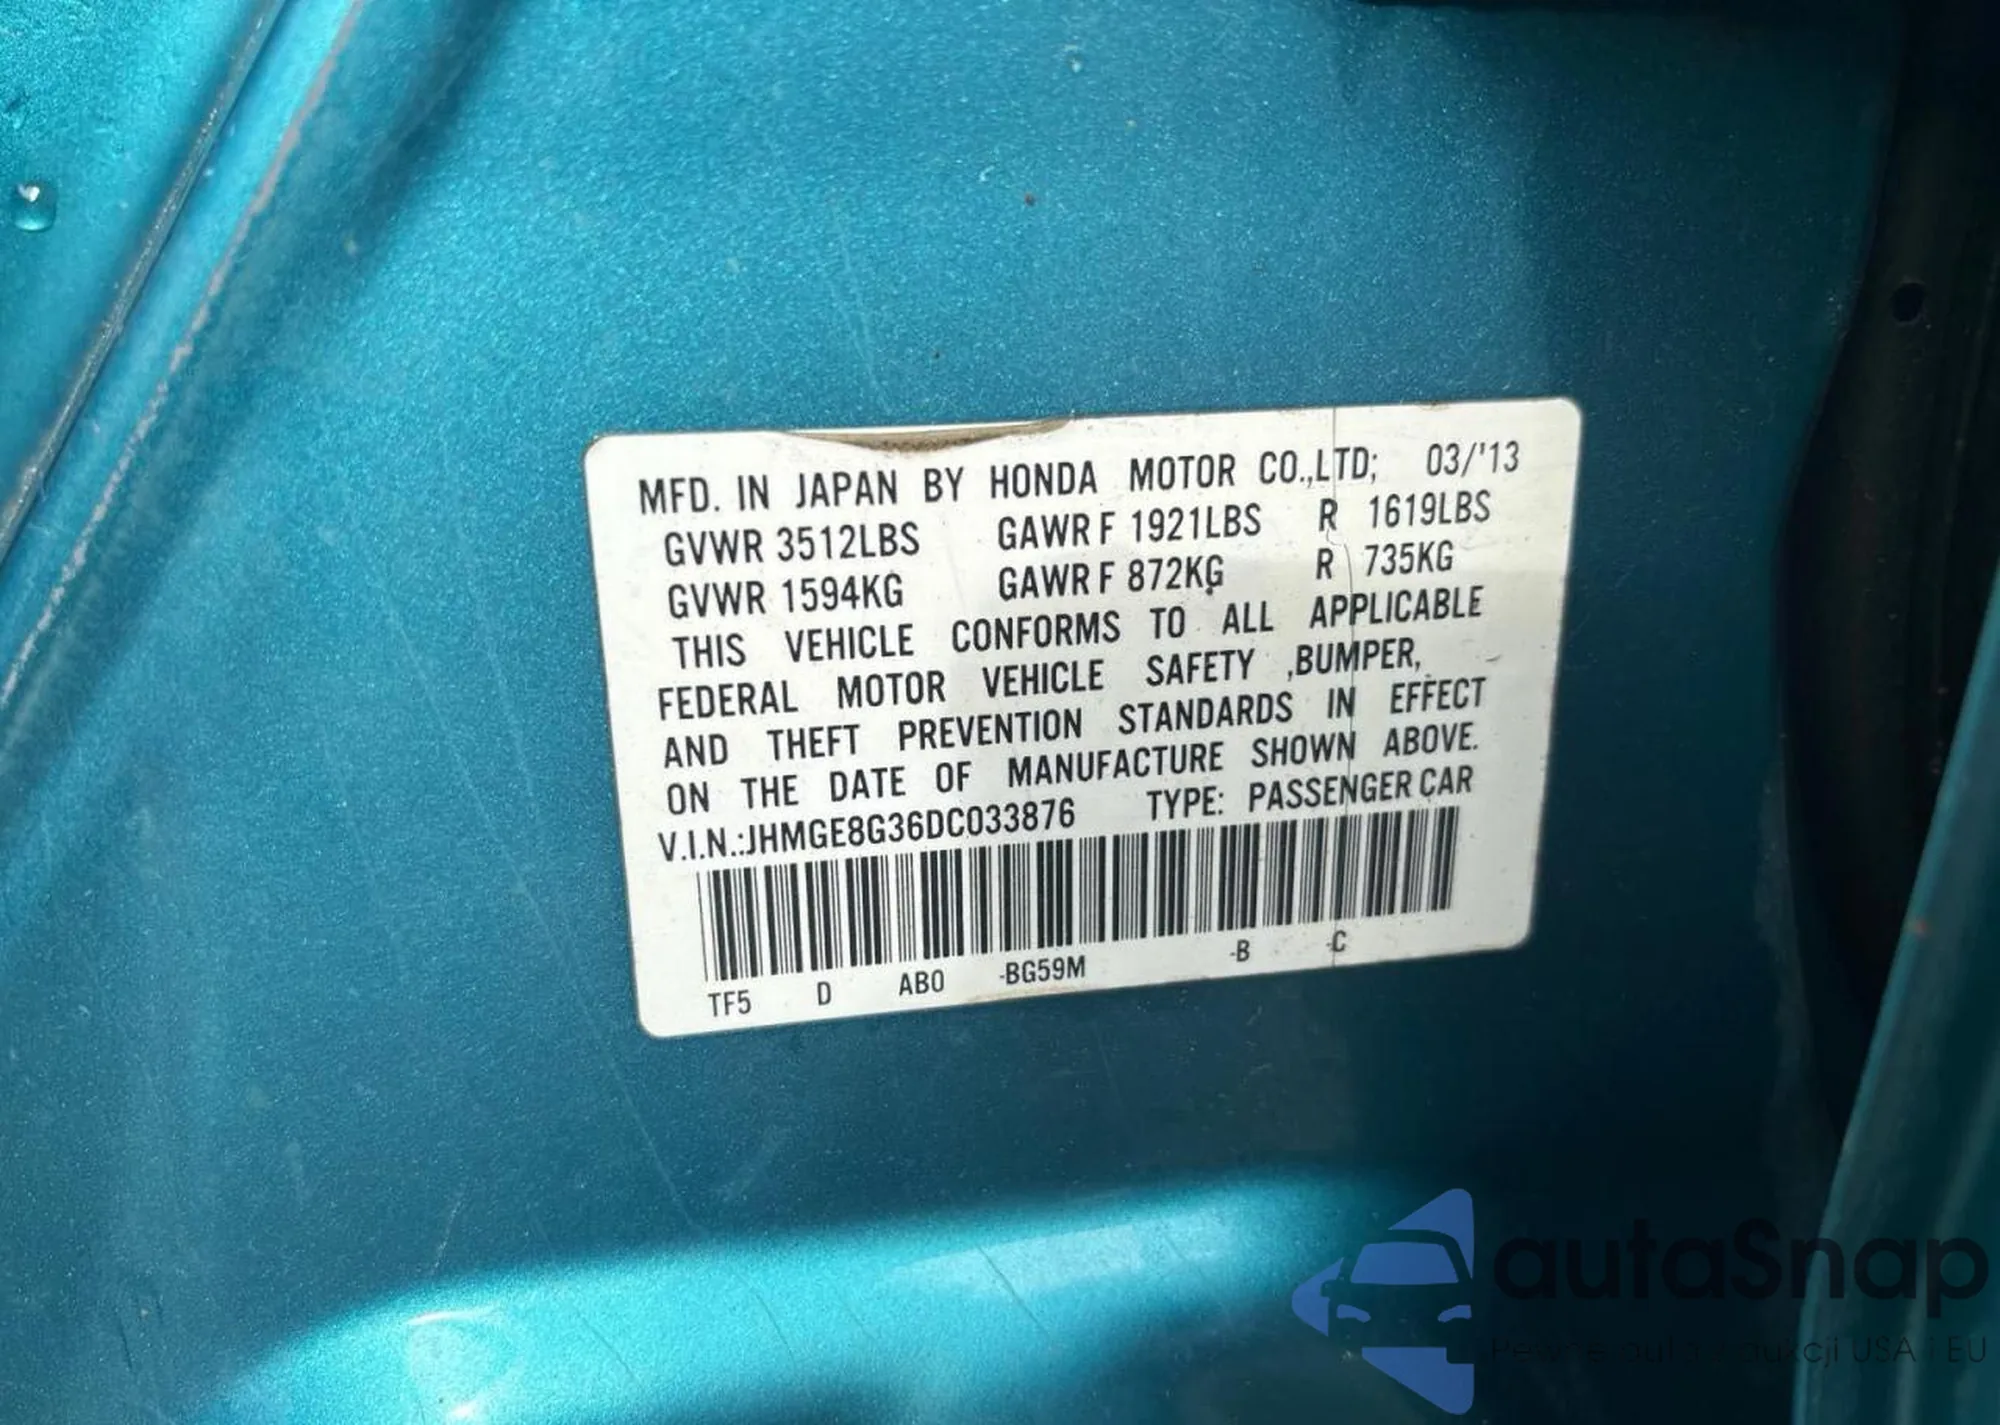 MFD. IN JAPAN BY HONDA MOTOR CO.,LTD; 03/'13
GVWR 3512LBS GAWR F 1921LBS R 1619LBS
GVWR 1594KG GAWR F 872KG R 735KG
THIS VEHICLE CONFORMS TO ALL APPLICABLE
FEDERAL MOTOR VEHICLE SAFETY ,BUMPER,
AND THEFT PREVENTION STANDARDS IN EFFECT
ON THE DATE OF MANUFACTURE SHOWN ABOVE.
V.I.N.:JHMGE8G36DC033876 TYPE: PASSENGER CAR
TF5 D AB0 -BG59M -B -C
autaSnap
USA i EU